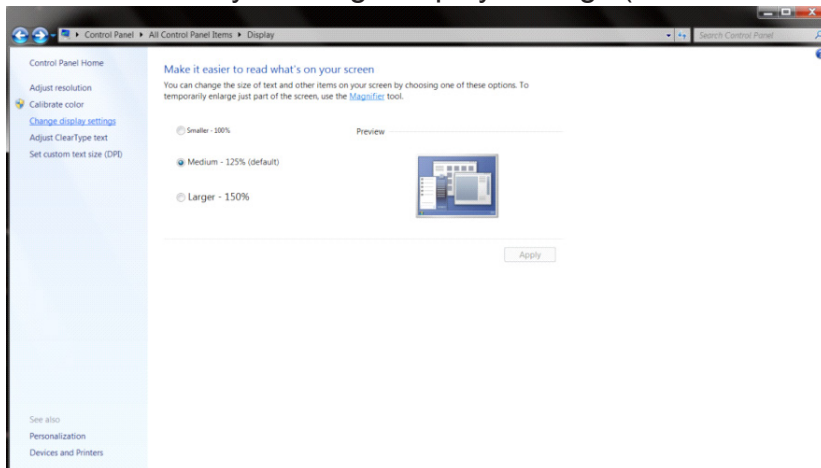 Control Panel ▸ All Control Panel Items ▸ Display
Search Control Panel
Control Panel Home
Adjust resolution
Calibrate color
Change display settings
Adjust ClearType text
Set custom text size (DPI)
Make it easier to read what's on your screen
You can change the size of text and other items on your screen by choosing one of these options. To
temporarily enlarge just part of the screen, use the Magnifier tool.
Smaller - 100%
Preview
Medium - 125% (default)
Larger - 150%
Apply
See also
Personalization
Devices and Printers